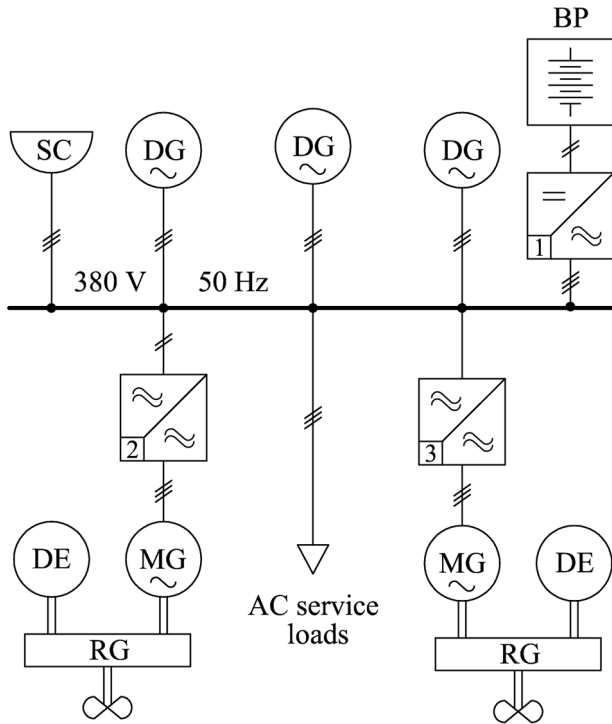 BP
SC
DG
DG
DG
1
380 V
50 Hz
2
3
DE
MG
MG
DE
AC service
loads
RG
RG